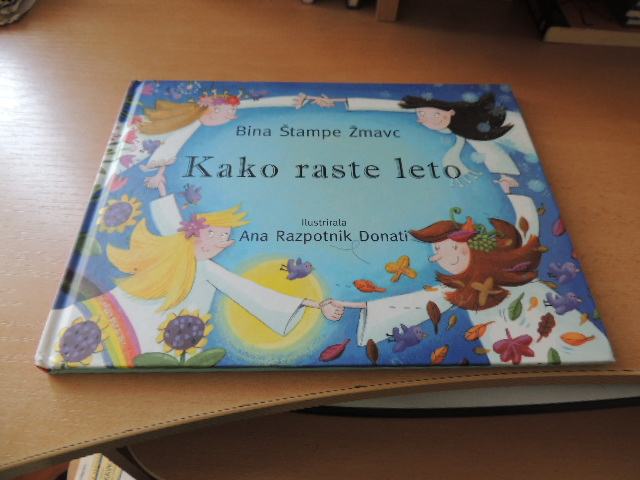 Bina Štampe Žmavc
Kako raste leto
Ilustrirala
Ana Razpotnik Donati